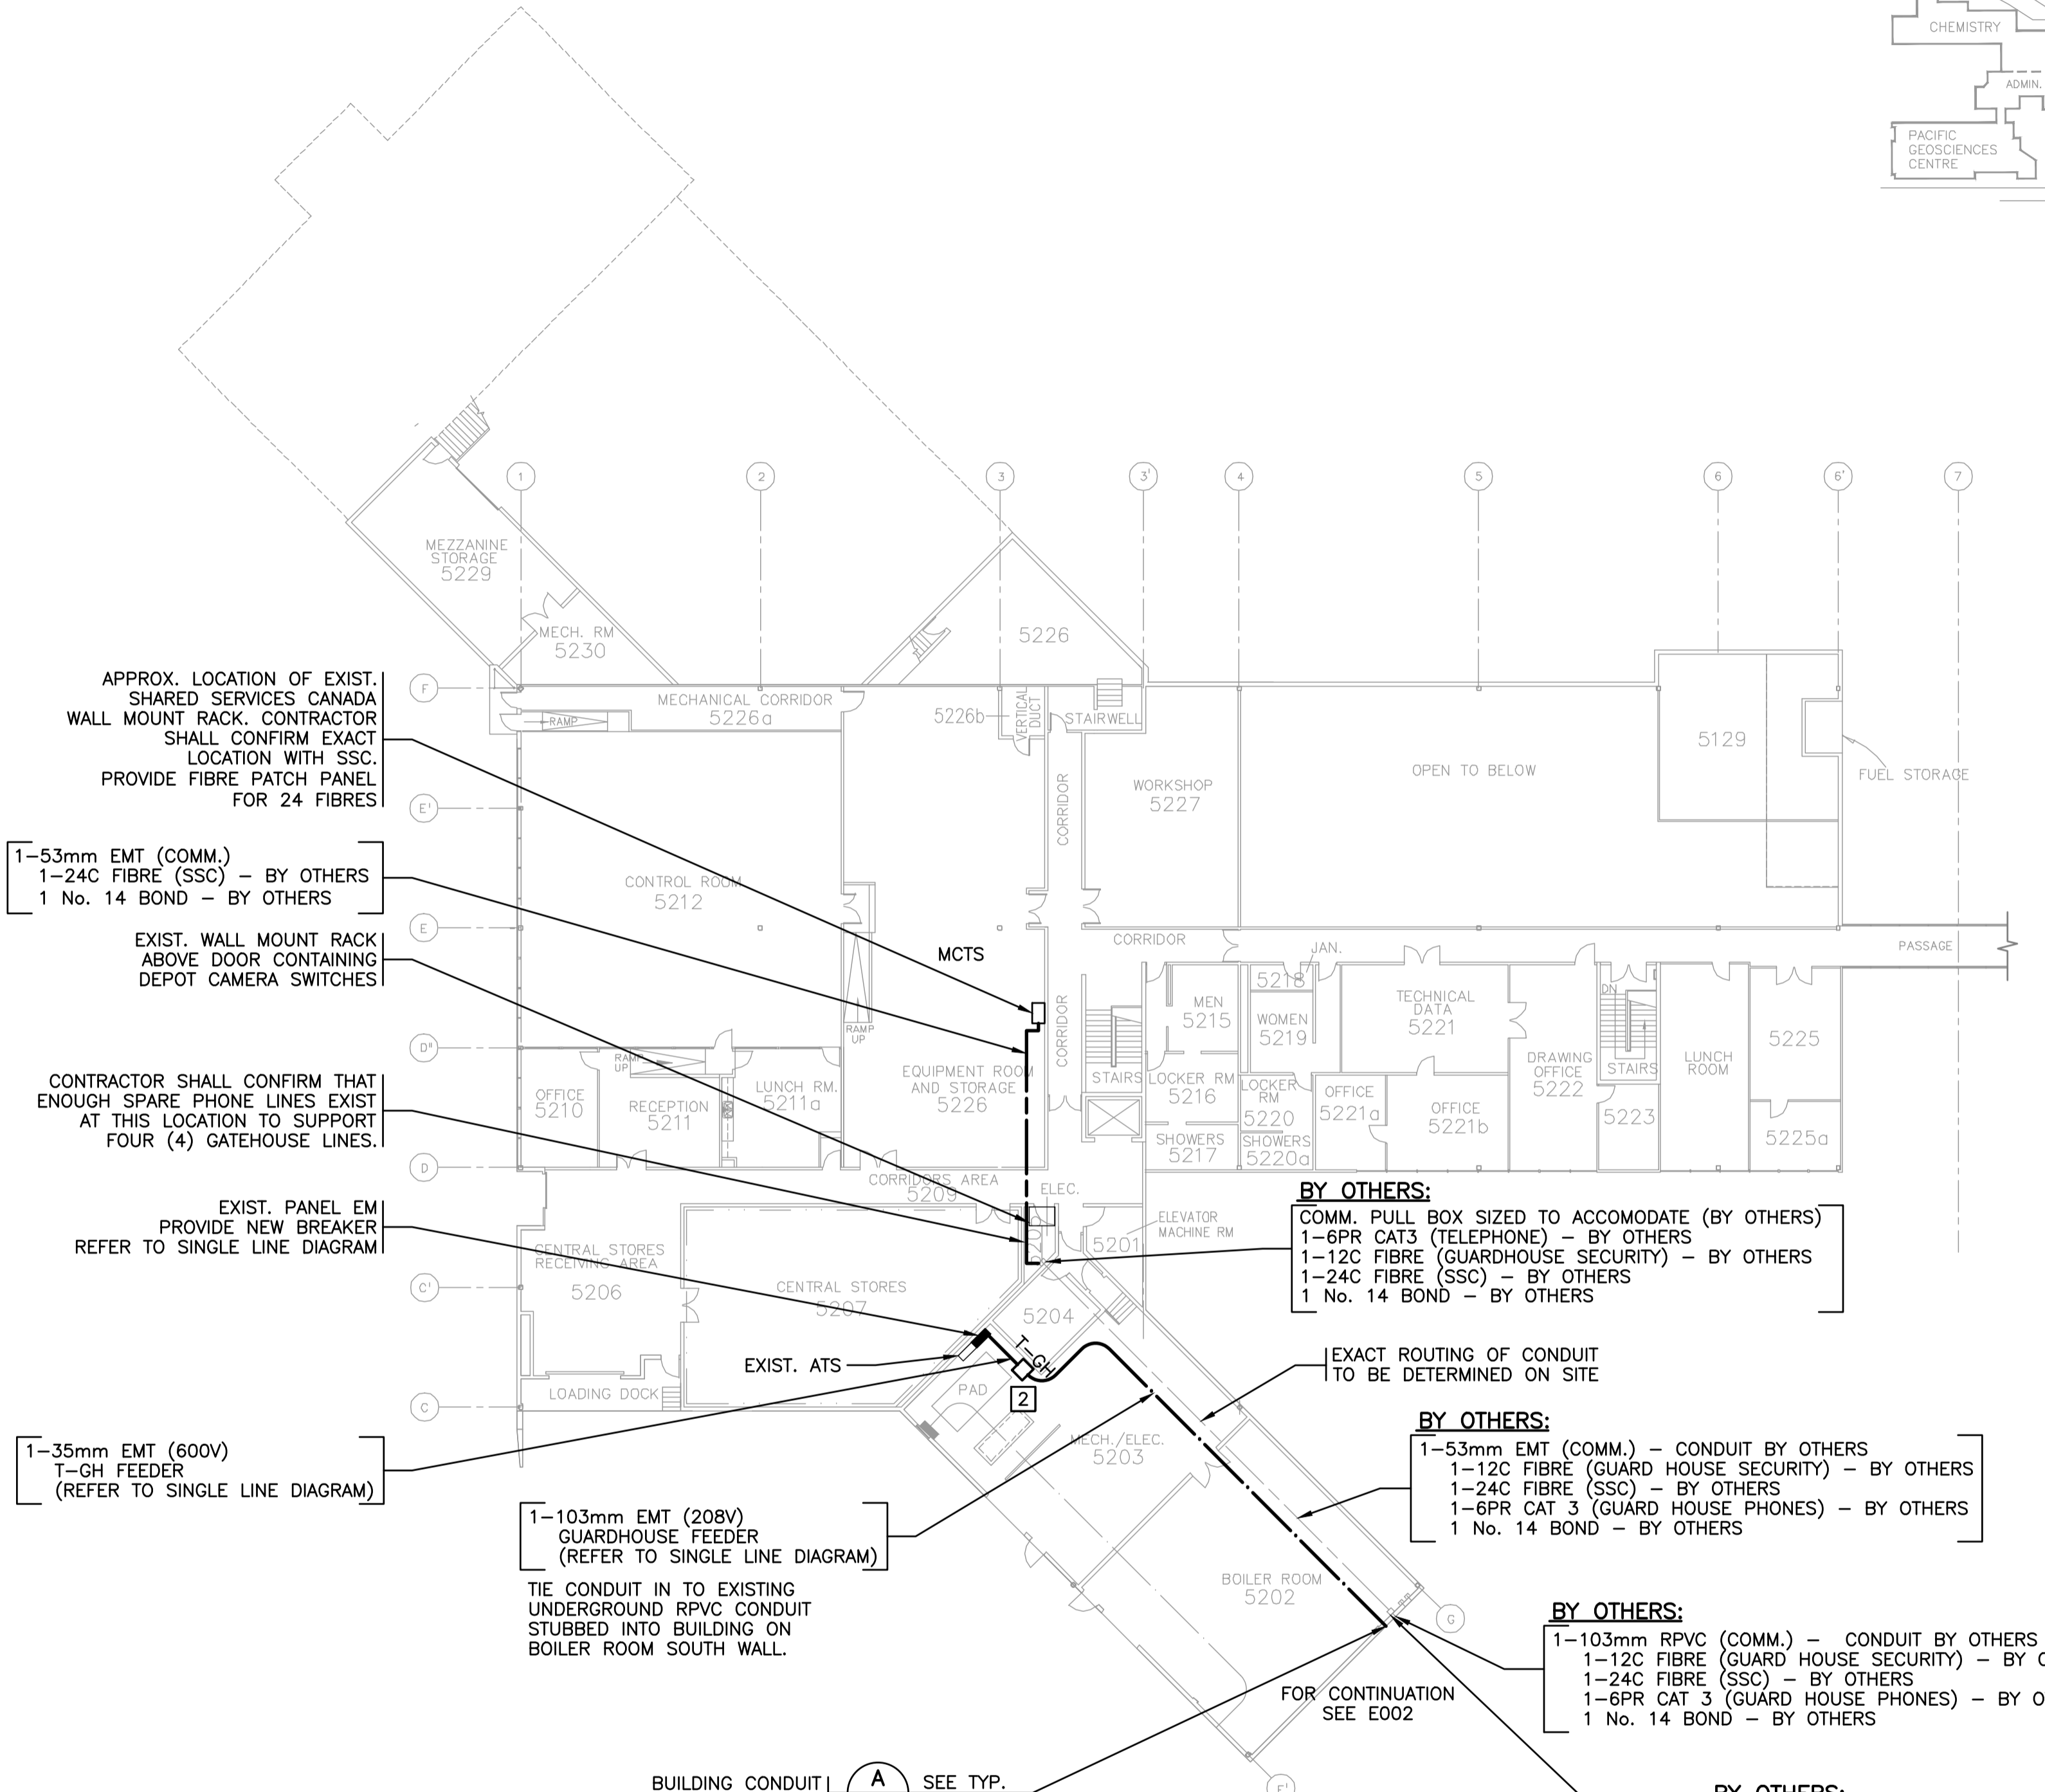 CHEMISTRY
ADMIN.
PACIFIC
GEOSCIENCES
CENTRE
1
2
3
3'
4
5
6
6'
7
MEZZANINE
STORAGE
5229
MECH. RM
5230
5226
APPROX. LOCATION OF EXIST.
SHARED SERVICES CANADA
WALL MOUNT RACK. CONTRACTOR
SHALL CONFIRM EXACT
LOCATION WITH SSC.
PROVIDE FIBRE PATCH PANEL
FOR 24 FIBRES
F
MECHANICAL CORRIDOR
5226a
RAMP
5226b
VERTICAL
DUCT
STAIRWELL
CORRIDOR
WORKSHOP
5227
OPEN TO BELOW
5129
FUEL STORAGE
E'
1-53mm EMT (COMM.)
1-24C FIBRE (SSC) – BY OTHERS
1 No. 14 BOND – BY OTHERS
CONTROL ROOM
5212
E
EXIST. WALL MOUNT RACK
ABOVE DOOR CONTAINING
DEPOT CAMERA SWITCHES
MCTS
CORRIDOR
PASSAGE
JAN.
5218
MEN
5215
WOMEN
5219
TECHNICAL
DATA
5221
DN
5225
RAMP
UP
CORRIDOR
D"
RAMP
UP
OFFICE
5210
RECEPTION
5211
LUNCH RM.
5211a
EQUIPMENT ROOM
AND STORAGE
5226
STAIRS
LOCKER RM
5216
LOCKER
RM
5220
OFFICE
5221a
OFFICE
5221b
DRAWING
OFFICE
5222
STAIRS
5223
LUNCH
ROOM
5225a
SHOWERS
5217
SHOWERS
5220a
CONTRACTOR SHALL CONFIRM THAT
ENOUGH SPARE PHONE LINES EXIST
AT THIS LOCATION TO SUPPORT
FOUR (4) GATEHOUSE LINES.
D
CORRIDORS AREA
5209
ELEC.
ELEVATOR
MACHINE RM
5201
EXIST. PANEL EM
PROVIDE NEW BREAKER
REFER TO SINGLE LINE DIAGRAM
CENTRAL STORES
RECEIVING AREA
5206
CENTRAL STORES
5207
C'
BY OTHERS:
COMM. PULL BOX SIZED TO ACCOMODATE (BY OTHERS)
1-6PR CAT3 (TELEPHONE) – BY OTHERS
1-12C FIBRE (GUARDHOUSE SECURITY) – BY OTHERS
1-24C FIBRE (SSC) – BY OTHERS
1 No. 14 BOND – BY OTHERS
5204
T-GH
EXIST. ATS
PAD
2
LOADING DOCK
C
EXACT ROUTING OF CONDUIT
TO BE DETERMINED ON SITE
MECH./ELEC.
5203
1-35mm EMT (600V)
T-GH FEEDER
(REFER TO SINGLE LINE DIAGRAM)
BY OTHERS:
1-53mm EMT (COMM.) – CONDUIT BY OTHERS
1-12C FIBRE (GUARD HOUSE SECURITY) – BY OTHERS
1-24C FIBRE (SSC) – BY OTHERS
1-6PR CAT 3 (GUARD HOUSE PHONES) – BY OTHERS
1 No. 14 BOND – BY OTHERS
1-103mm EMT (208V)
GUARDHOUSE FEEDER
(REFER TO SINGLE LINE DIAGRAM)
TIE CONDUIT IN TO EXISTING
UNDERGROUND RPVC CONDUIT
STUBBED INTO BUILDING ON
BOILER ROOM SOUTH WALL.
BOILER ROOM
5202
G
BY OTHERS:
1-103mm RPVC (COMM.) – CONDUIT BY OTHERS
1-12C FIBRE (GUARD HOUSE SECURITY) – BY O
1-24C FIBRE (SSC) – BY OTHERS
1-6PR CAT 3 (GUARD HOUSE PHONES) – BY O
1 No. 14 BOND – BY OTHERS
FOR CONTINUATION
SEE E002
BUILDING CONDUIT
A
SEE TYP.
F'
BY OTHERS: